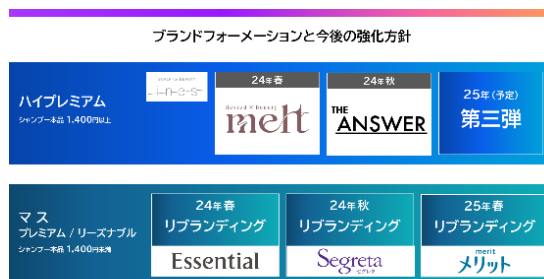 ブランドフォーメーションと今後の強化方針
ハイプレミアム
シャンプー本品 1,400円以上
24年春
melt
24年秋
THE
ANSWER
25年(予定)
第三弾
マス
プレミアム / リーズナブル
シャンプー本品 1,400円未満
24年春
リブランディング
Essential
24年秋
リブランディング
Segreta
セグレタ
25年春
リブランディング
merit
メリット